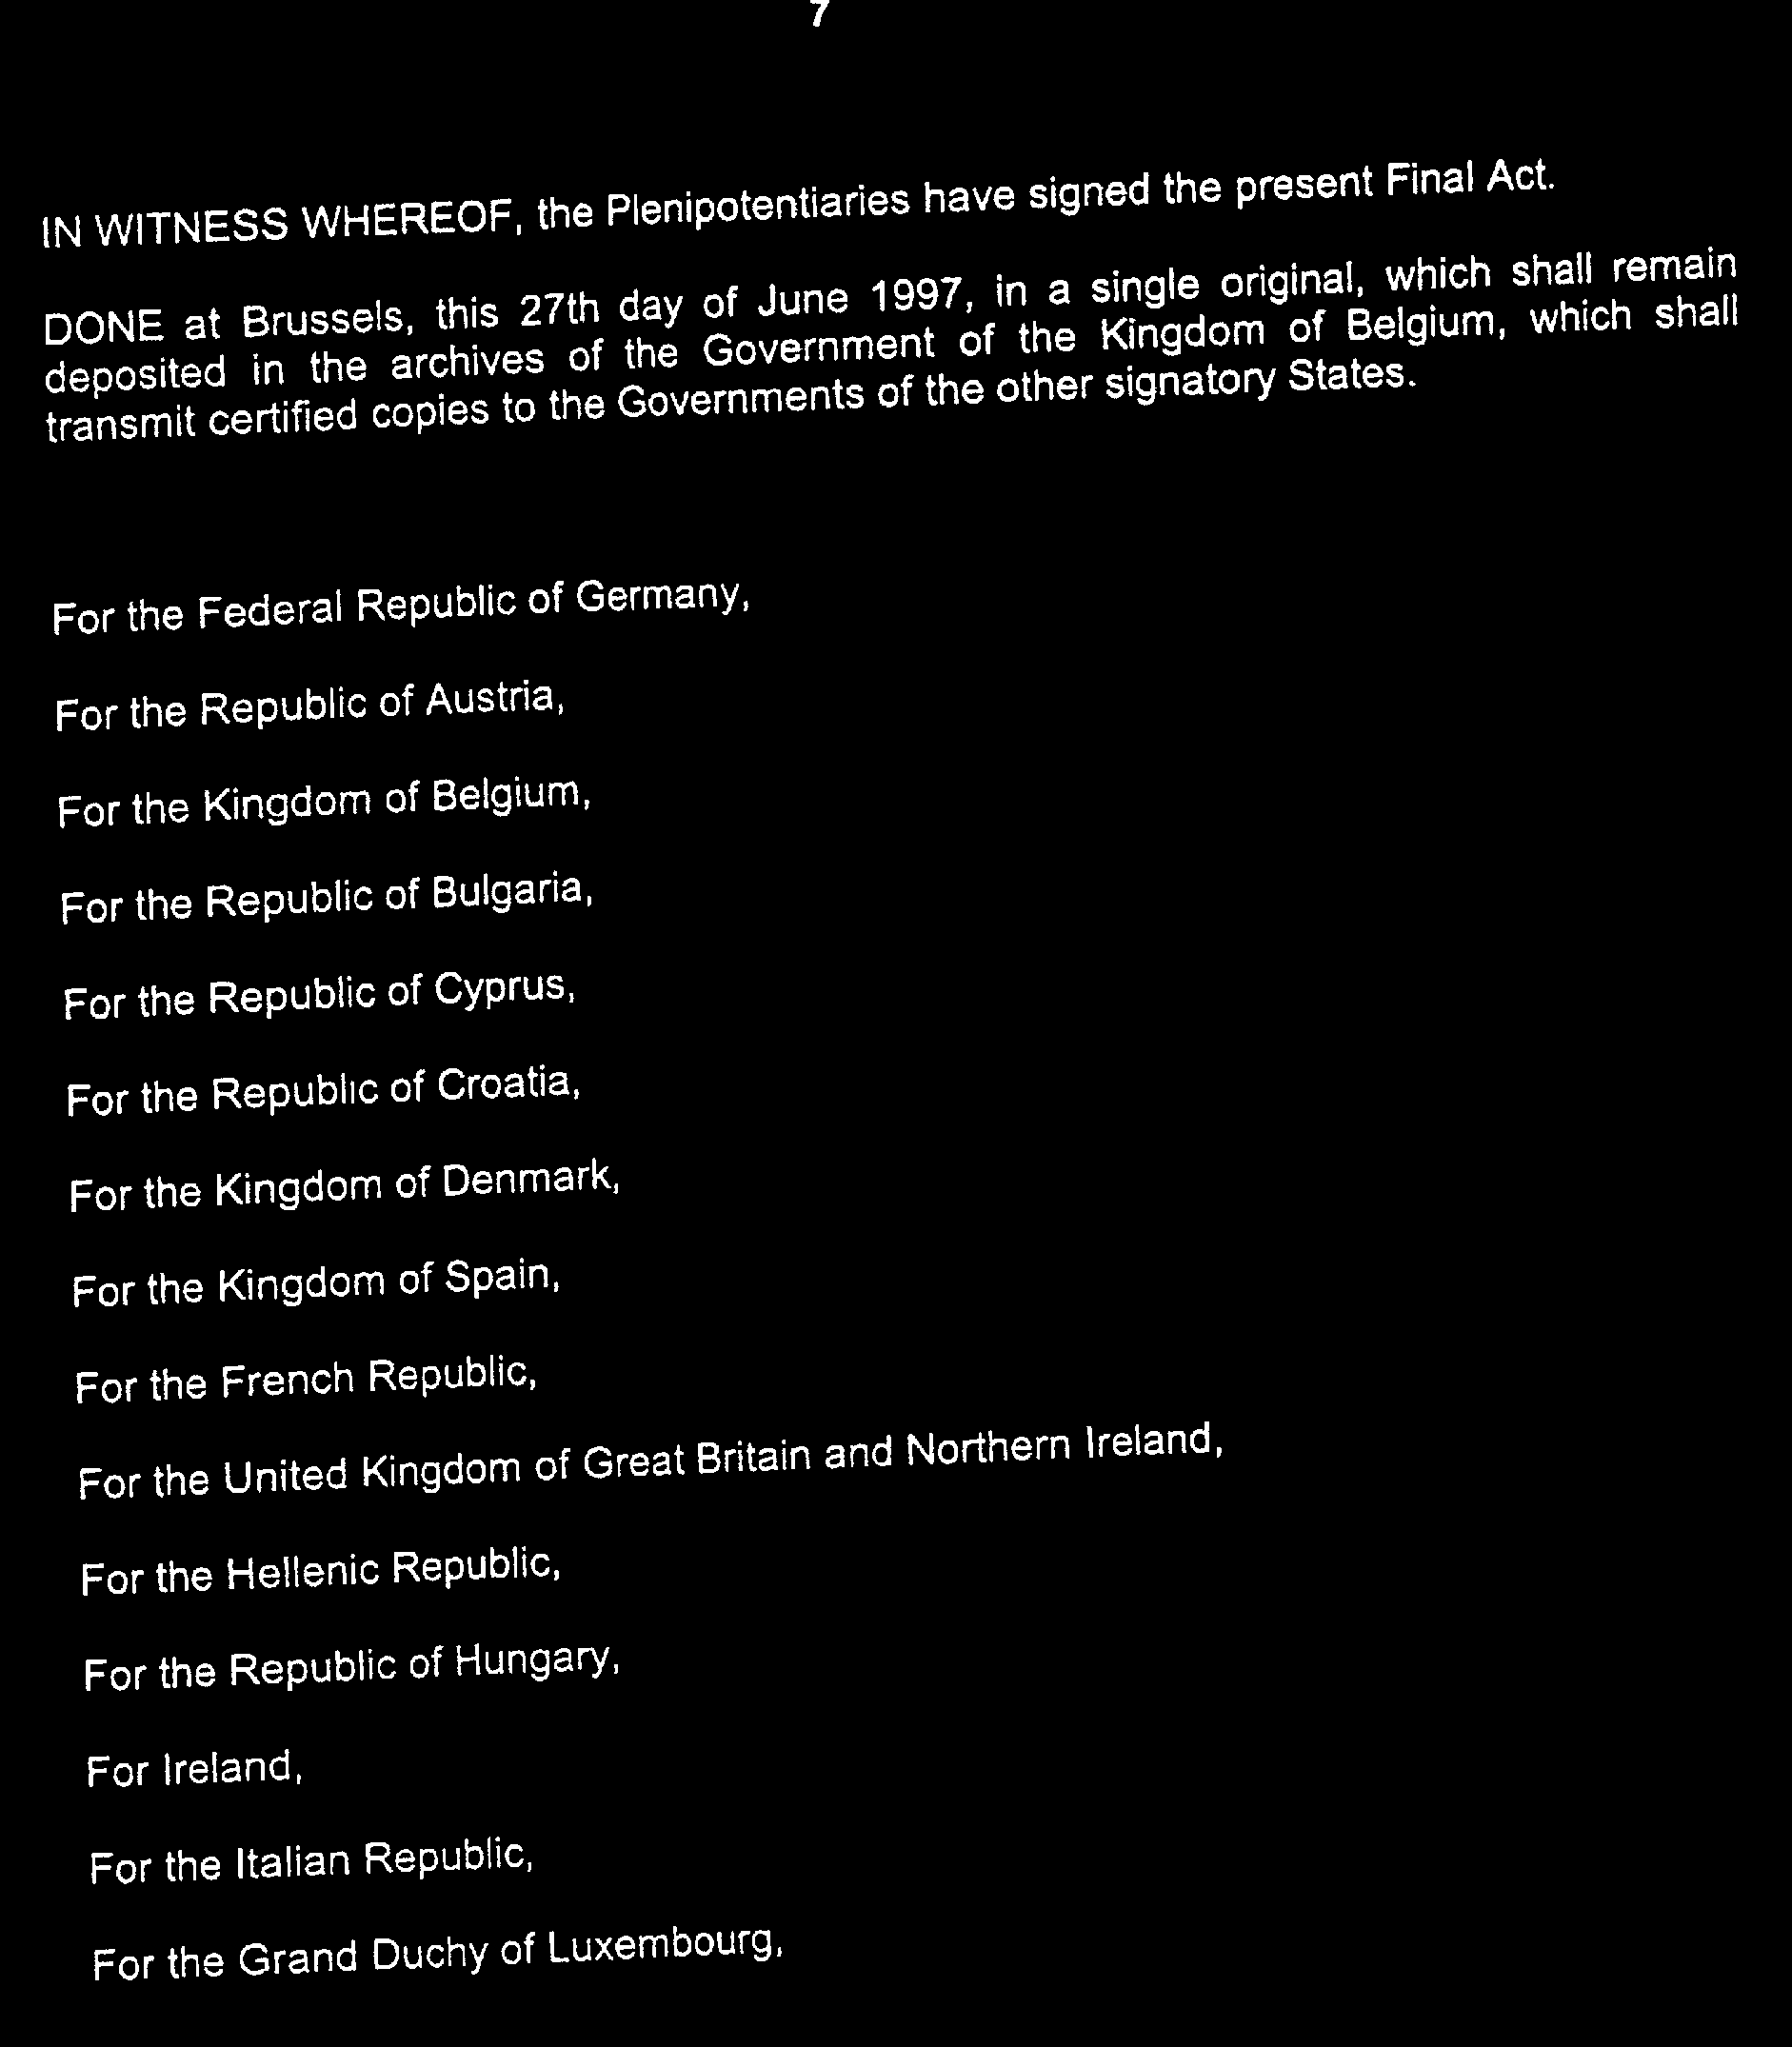 7
IN WITNESS WHEREOF, the Plenipotentiaries have signed the present Final Act.
DONE at Brussels, this 27th day of June 1997, in a single original, which shall remain
deposited in the archives of the Government of the Kingdom of Belgium, which shall
transmit certified copies to the Governments of the other signatory States.
For the Federal Republic of Germany,
For the Republic of Austria,
For the Kingdom of Belgium,
For the Republic of Bulgaria,
For the Republic of Cyprus,
For the Republic of Croatia,
For the Kingdom of Denmark,
For the Kingdom of Spain,
For the French Republic,
For the United Kingdom of Great Britain and Northern Ireland,
For the Hellenic Republic,
For the Republic of Hungary,
For Ireland,
For the Italian Republic,
For the Grand Duchy of Luxembourg,